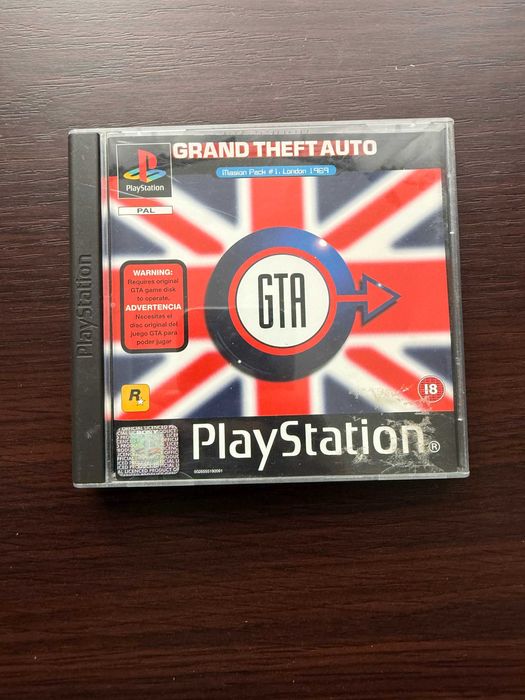 PlayStation
GRAND THEFT AUTO
Mission Pack #1, London 1969
PlayStation
PAL
WARNING:
Requires original
GTA game disk
to operate.
ADVERTENCIA
Necesitas el
disc original del
juego GTA para
poder jugar
GTA
R
18
PlayStation®